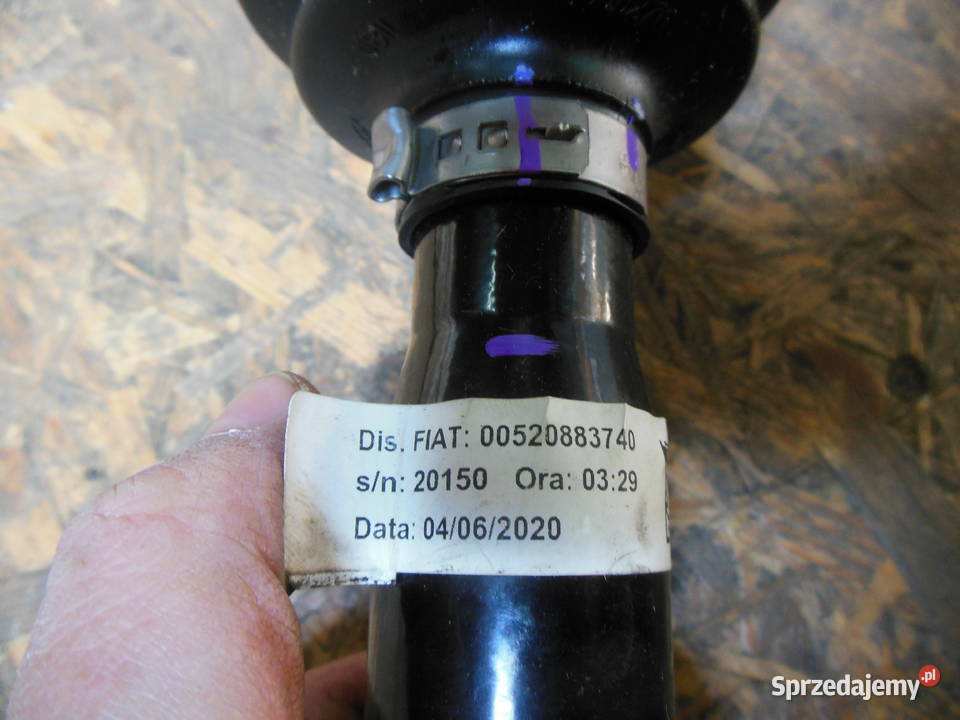 Dis. FIAT: 00520883740
s/n: 20150 Ora: 03:29
Data: 04/06/2020
Sprzedajemy.pl